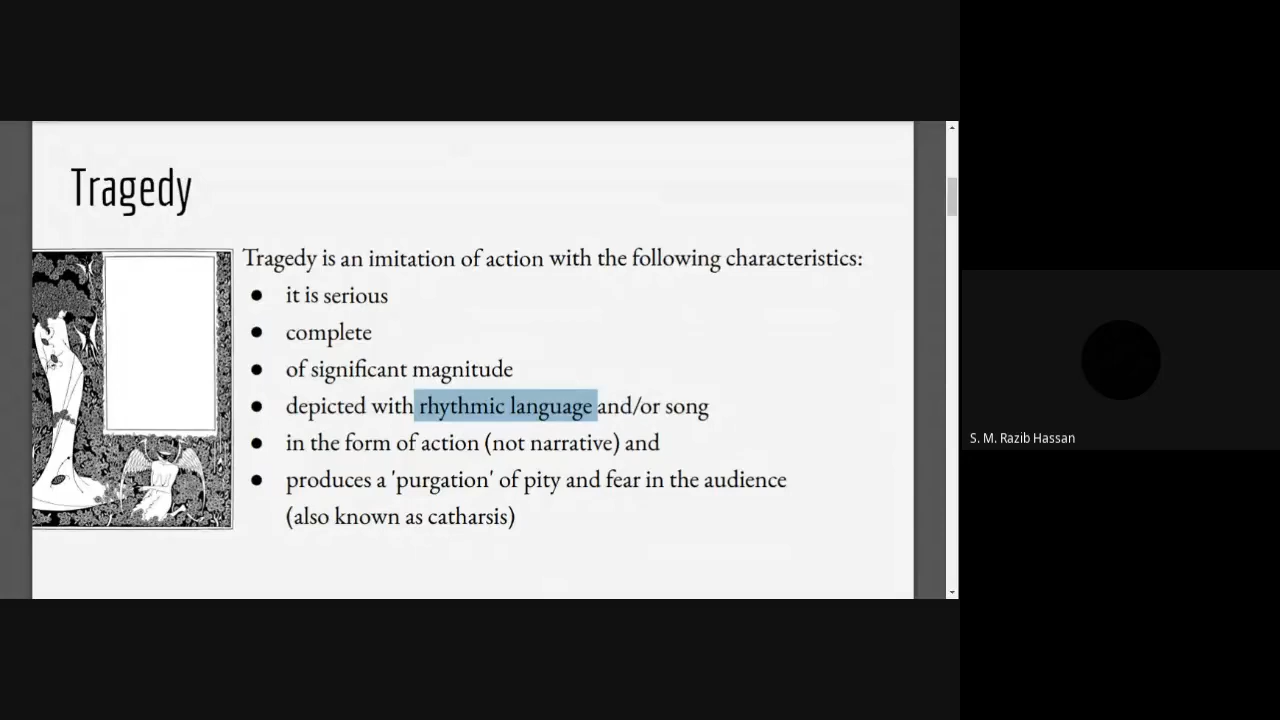 Tragedy
Tragedy is an imitation of action with the following characteristics:
● it is serious
● complete
● of significant magnitude
● depicted with rhythmic language and/or song
● in the form of action (not narrative) and
● produces a 'purgation' of pity and fear in the audience
(also known as catharsis)
S. M. Razib Hassan